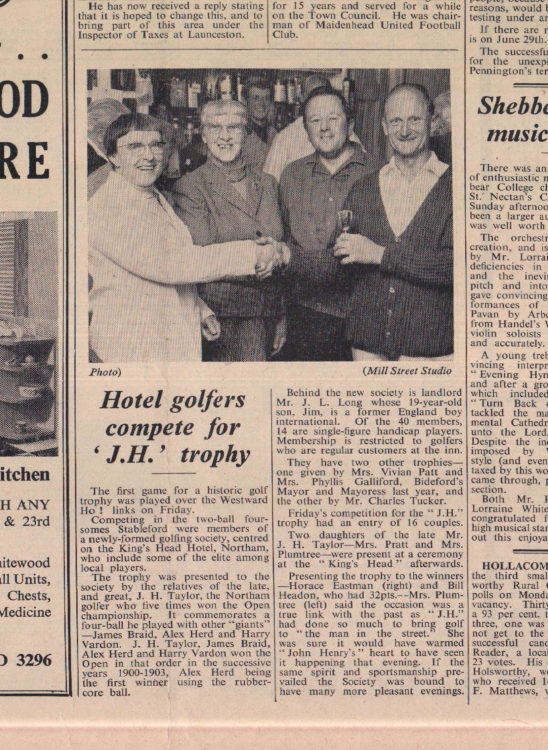 OD
RE
itchen
H ANY
& 23rd
itewood
ll Units,
Chests,
Medicine
D 3296
He has now received a reply stating
that it is hoped to change this, and to
bring part of this area under the
Inspector of Taxes at Launceston.
for 15 years and served for a while
on the Town Council. He was chair-
man of Maidenhead United Football
Club.
Photo)
(Mill Street Studio
Hotel golfers
compete for
‘J.H.’ trophy
The first game for a historic golf
trophy was played over the Westward
Ho ! links on Friday.
Competing in the two-ball four-
somes Stableford were members of
a newly-formed golfing society, centred
on the King's Head Hotel, Northam,
who include some of the elite among
local players.
The trophy was presented to the
society by the relatives of the late,
and great, J. H. Taylor, the Northam
golfer who five times won the Open
championship. It commemorates a
four-ball he played with other "giants"
—James Braid, Alex Herd and Harry
Vardon. J. H. Taylor, James Braid,
Alex Herd and Harry Vardon won the
Open in that order in the successive
years 1900-1903, Alex Herd being
the first winner using the rubber-
core ball.
Behind the new society is landlord
Mr. J. L. Long whose 19-year-old
son, Jim, is a former England boy
international. Of the 40 members,
14 are single-figure handicap players.
Membership is restricted to golfers
who are regular customers at the inn.
They have two other trophies—
one given by Mrs. Vivian Patt and
Mrs. Phyllis Galliford, Bideford's
Mayor and Mayoress last year, and
the other by Mr. Charles Tucker.
Friday's competition for the "J.H."
trophy had an entry of 16 couples.
Two daughters of the late Mr.
J. H. Taylor—Mrs. Pratt and Mrs.
Plumtree—were present at ceremony
at the "King's Head" afterwards.
Presenting the trophy to the winners
—Horace Eastman (right) and Bill
Headon, who had 32pts.--Mrs. Plum-
tree (left) said the occasion was a
true link with the past as "J.H."
had done so much to bring golf
to "the man in the street." She
was sure it would have warmed
"John Henry's" heart to have seen
it happening that evening. If the
same spirit and sportsmanship pre-
vailed the Society was bound to
have many more pleasant evenings.
reasons, would
testing under a
If there are
is on June 29th.
The successfu
for the unexpi
Pennington's ter
Shebbe
music
There was an
of enthusiastic
bear College c
St. Nectan's C
Sunday afternoo
been a larger au
was well worth
The orchestr
creation, and is
by Mr. Lorrai
deficiencies in
and the inevi
pitch and into
gave convincing
formances of
Pavan by Arbe
from Handel's
violin soloists
and accurately.
A young treb
vincing interpr
"Evening Hym
and after a gro
which included
"Turn Back
tackled the ma
mental Cathedr
unto the Lord.
Despite the in
imposed by
style (and even
taxed by this wo
came through, p
section.
Both Mr. H
Lorraine White
congratulated f
high musical stan
out this enjoya
HOLLACOM
the third smal
worthy Rural
polls on Monda
vacancy. Thirt
a 93 per cent.
three, one was
not get to the
successful canc
Reader, a local
23 votes. His
Holsworthy, w
who received 1
F. Matthews, v